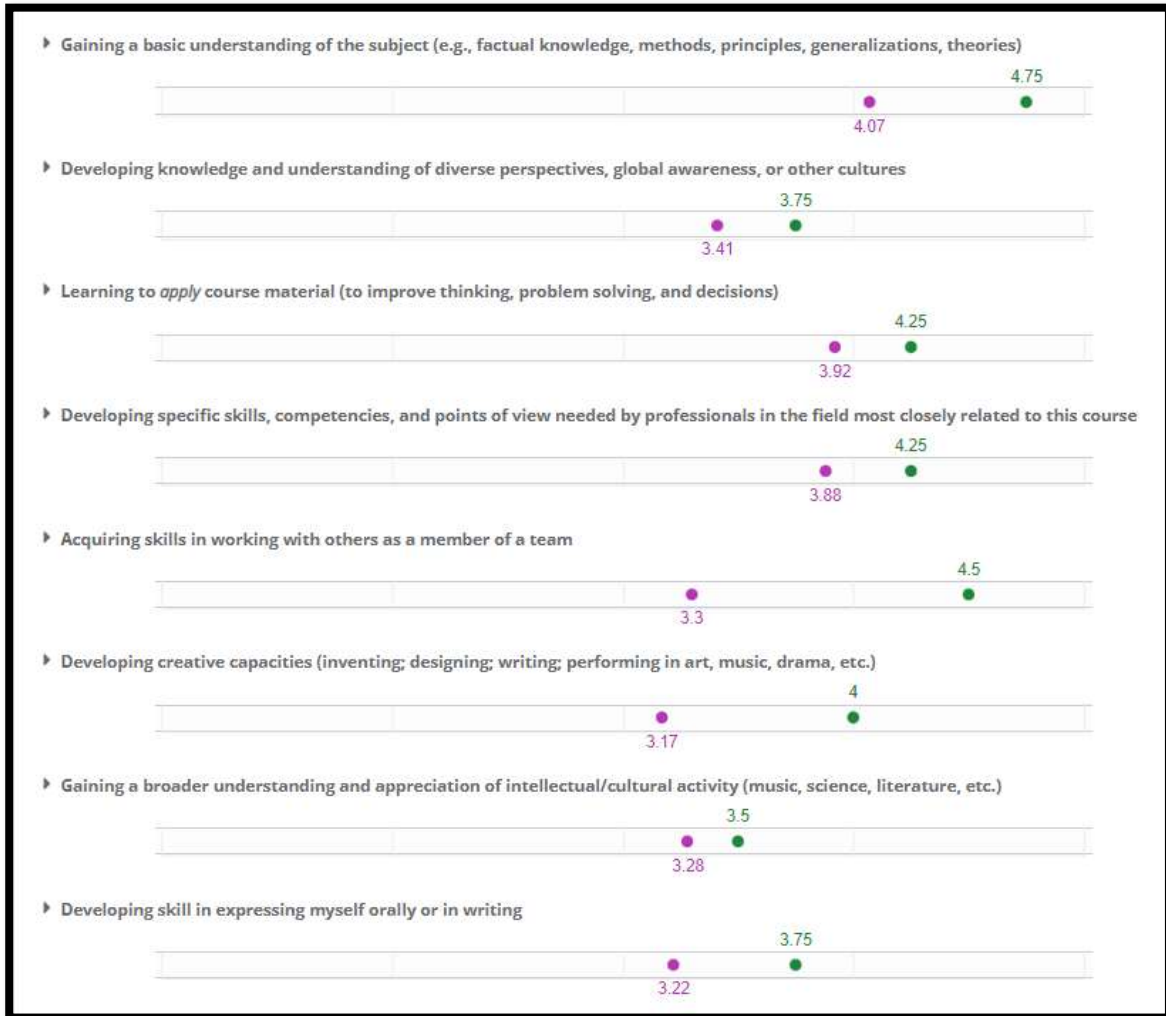 Gaining a basic understanding of the subject (e.g., factual knowledge, methods, principles, generalizations, theories)
4.75
4.07
Developing knowledge and understanding of diverse perspectives, global awareness, or other cultures
3.75
3.41
Learning to apply course material (to improve thinking, problem solving, and decisions)
4.25
3.92
Developing specific skills, competencies, and points of view needed by professionals in the field most closely related to this course
4.25
3.88
Acquiring skills in working with others as a member of a team
4.5
3.3
Developing creative capacities (inventing; designing; writing; performing in art, music, drama, etc.)
4
3.17
Gaining a broader understanding and appreciation of intellectual/cultural activity (music, science, literature, etc.)
3.5
3.28
Developing skill in expressing myself orally or in writing
3.75
3.22